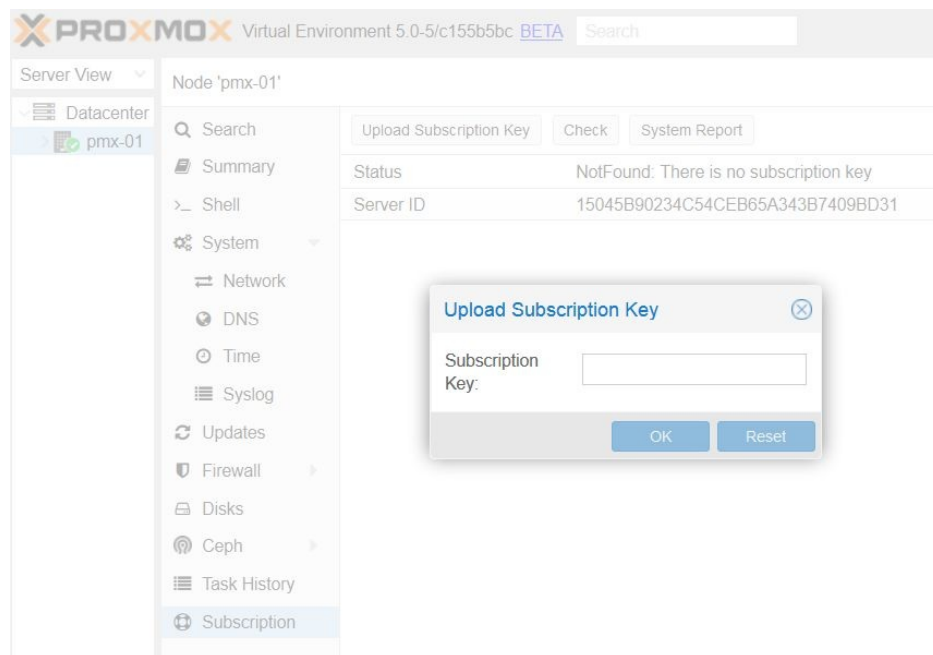 PROXMOX Virtual Environment 5.0-5/c155b5bc BETA Search
Server View
Datacenter
pmx-01
Node 'pmx-01'
Search
Summary
>_ Shell
System
Network
DNS
Time
Syslog
Updates
Firewall
Disks
Ceph
Task History
Subscription
Upload Subscription Key Check System Report
Status NotFound: There is no subscription key
Server ID 15045B90234C54CEB65A343B7409BD31
Upload Subscription Key
Subscription
Key:
OK Reset